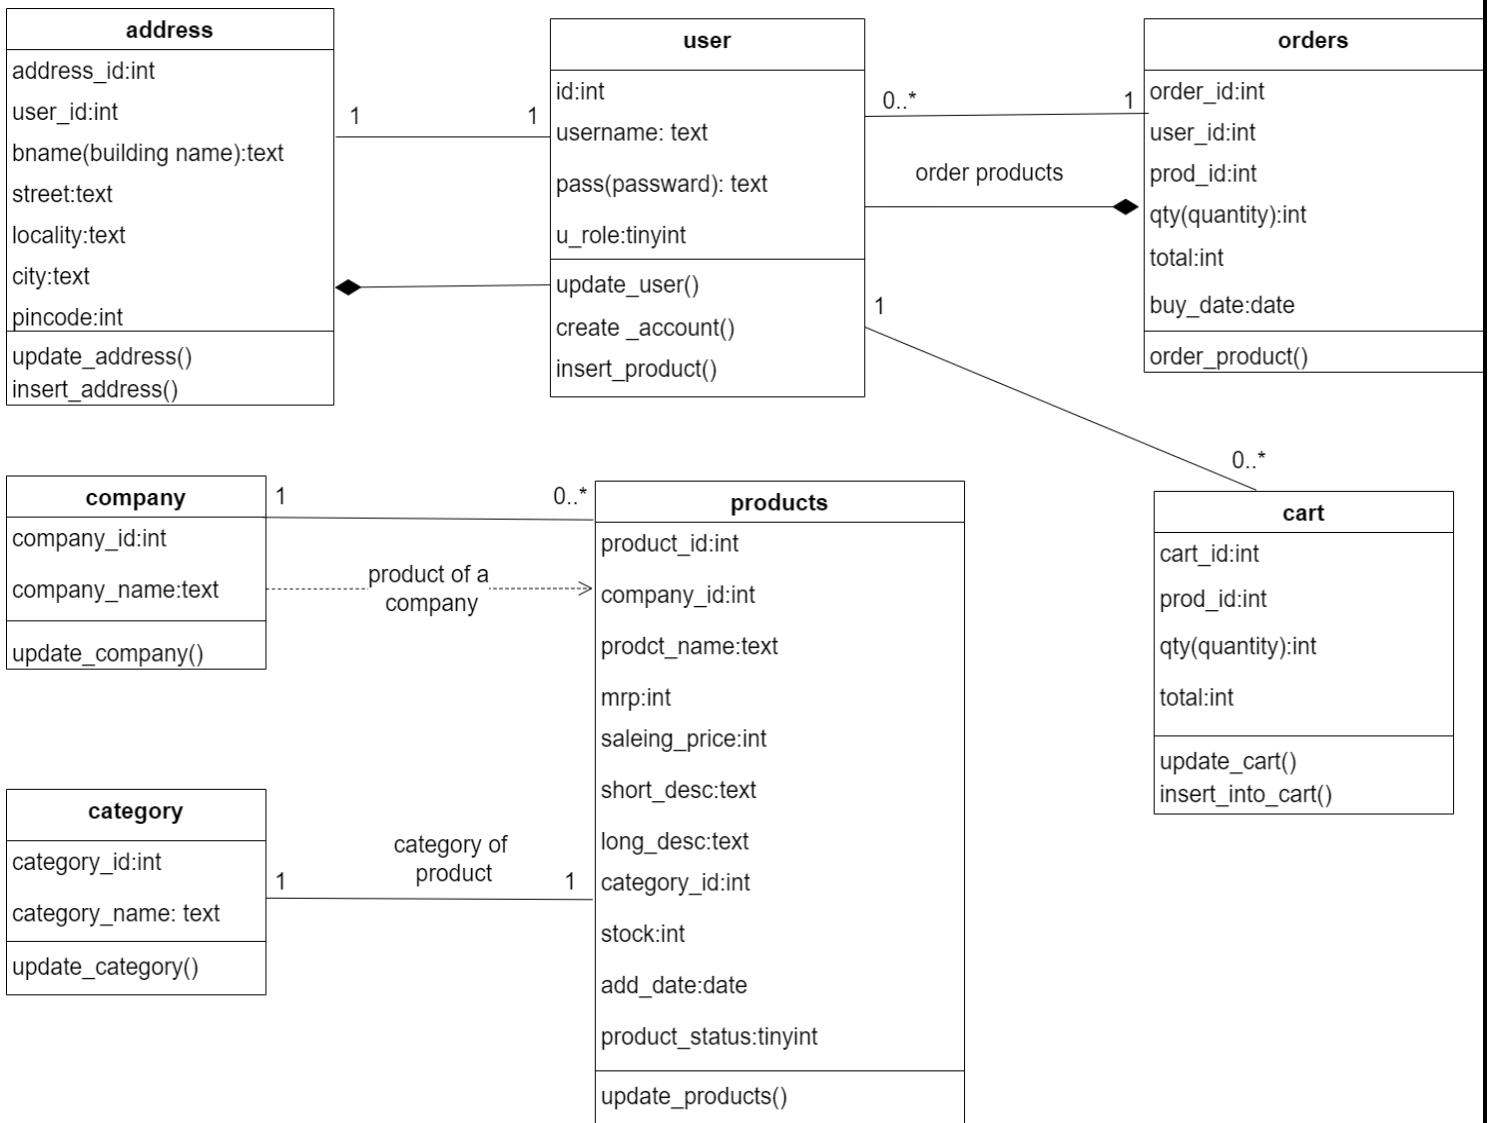 address
address_id:int
user_id:int
bname(building name):text
street:text
locality:text
city:text
pincode:int
update_address()
insert_address()
1
1
user
id:int
username: text
pass(passward): text
u_role:tinyint
update_user()
create _account()
insert_product()
0..*
1
order products
orders
order_id:int
user_id:int
prod_id:int
qty(quantity):int
total:int
buy_date:date
order_product()
1
0..*
company
company_id:int
company_name:text
update_company()
1
0..*
product of a
company
products
product_id:int
company_id:int
prodct_name:text
mrp:int
saleing_price:int
short_desc:text
long_desc:text
category_id:int
stock:int
add_date:date
product_status:tinyint
update_products()
cart
cart_id:int
prod_id:int
qty(quantity):int
total:int
update_cart()
insert_into_cart()
category
category_id:int
category_name: text
update_category()
1
category of
product
1